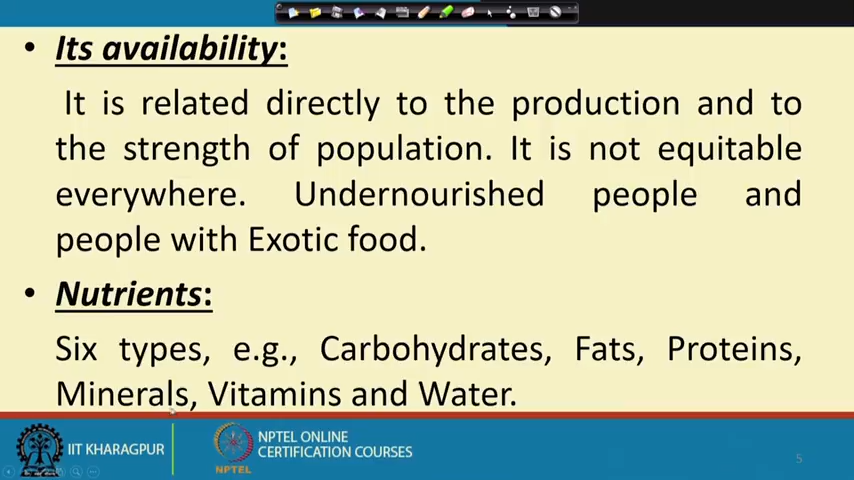 • Its availability:
It is related directly to the production and to
the strength of population. It is not equitable
everywhere. Undernourished people and
people with Exotic food.
• Nutrients:
Six types, e.g., Carbohydrates, Fats, Proteins,
Minerals, Vitamins and Water.
IIT KHARAGPUR
NPTEL
NPTEL ONLINE
CERTIFICATION COURSES
5